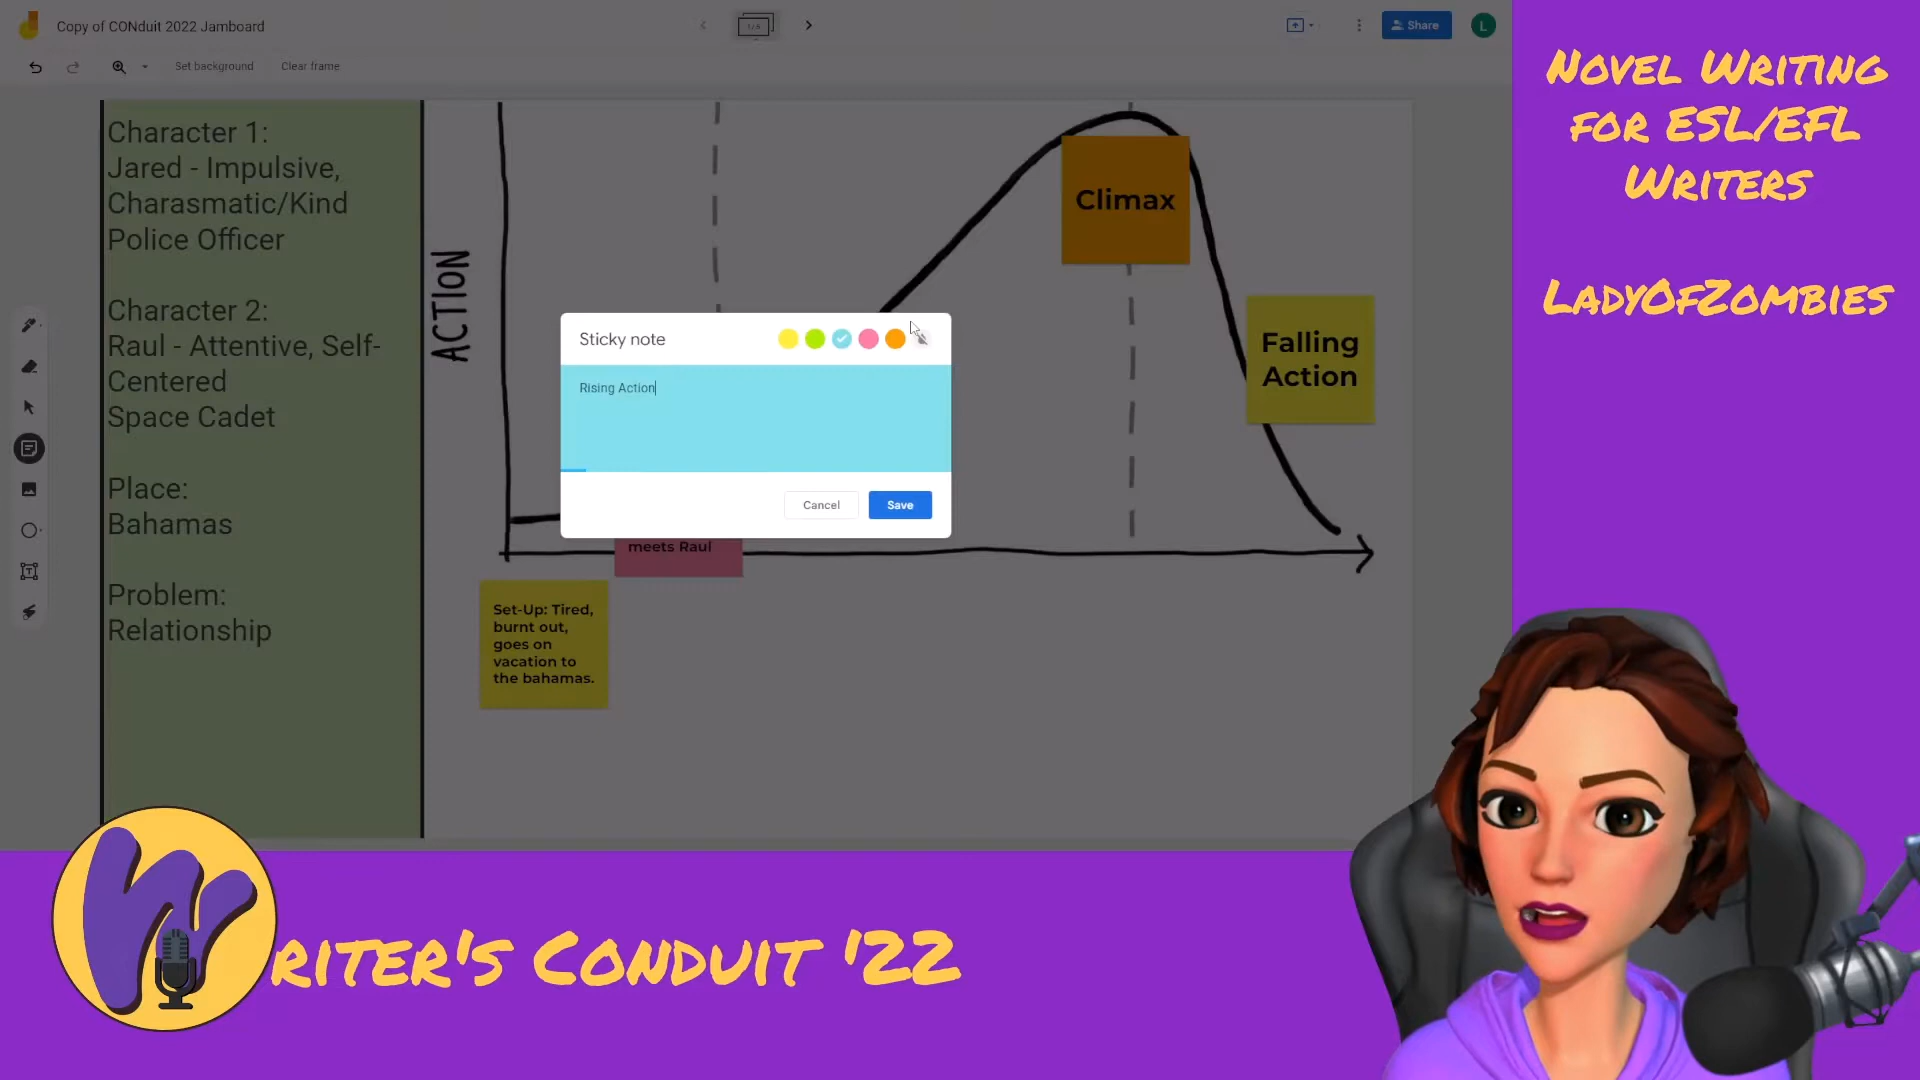 Copy of CONduit 2022 Jamboard
1/6
Share
L
Set background
Clear frame
Character 1:
Jared - Impulsive,
Charasmatic/Kind
Police Officer
Character 2:
Raul - Attentive, Self-
Centered
Space Cadet
Place:
Bahamas
Problem:
Relationship
ACTION
Climax
Falling
Action
Sticky note
Rising Action
Cancel
Save
meets Raul
Set-Up: Tired,
burnt out,
goes on
vacation to
the bahamas.
Novel Writing
for ESL/EFL
Writers
LadyOfZombies
Writer's Conduit '22